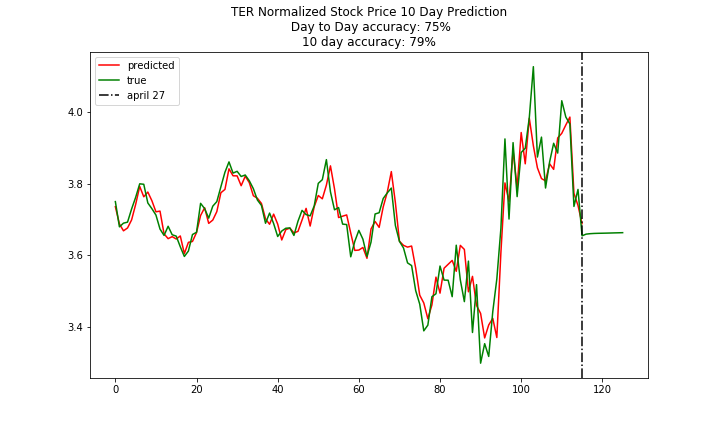 TER Normalized Stock Price 10 Day Prediction
Day to Day accuracy: 75%
10 day accuracy: 79%
predicted
true
april 27
4.0
3.8
3.6
3.4
0 20 40 60 80 100 120